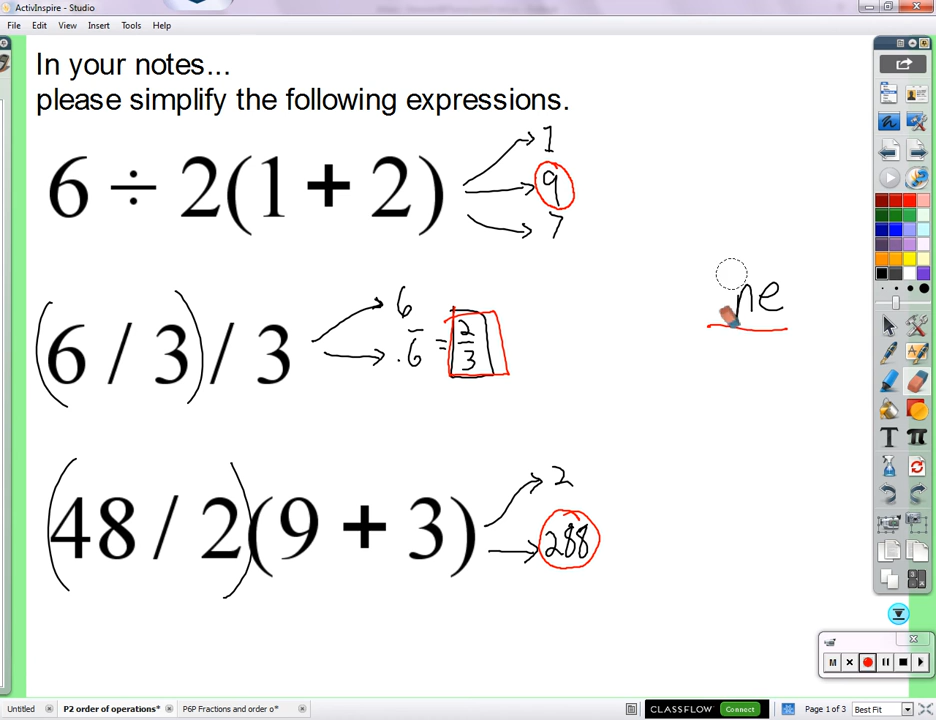 ActivInspire - Studio
File Edit View Insert Tools Help
In your notes...
please simplify the following expressions.
6 ÷ 2(1 + 2)
1
9
7
(6 / 3) / 3
6
.6
= 2/3
ne
(48 / 2)(9 + 3)
2
288
Untitled P2 order of operations* P6P Fractions and order o* CLASSFLOW Connect Page 1 of 3 Best Fit